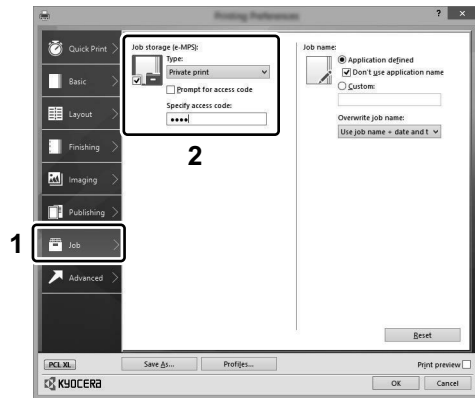 Printing Preferences
? ×
Quick Print
Job storage (e-MPS):
Type:
Private print
Prompt for access code
Specify access code:
••••
Job name:
Application defined
Don't use application name
Custom:
Overwrite job name:
Use job name + date and t
Basic
Layout
Finishing
Imaging
Publishing
Job
Advanced
1
2
Reset
PCL XL
Save As...
Profiles...
Print preview
KYOCERA
OK
Cancel